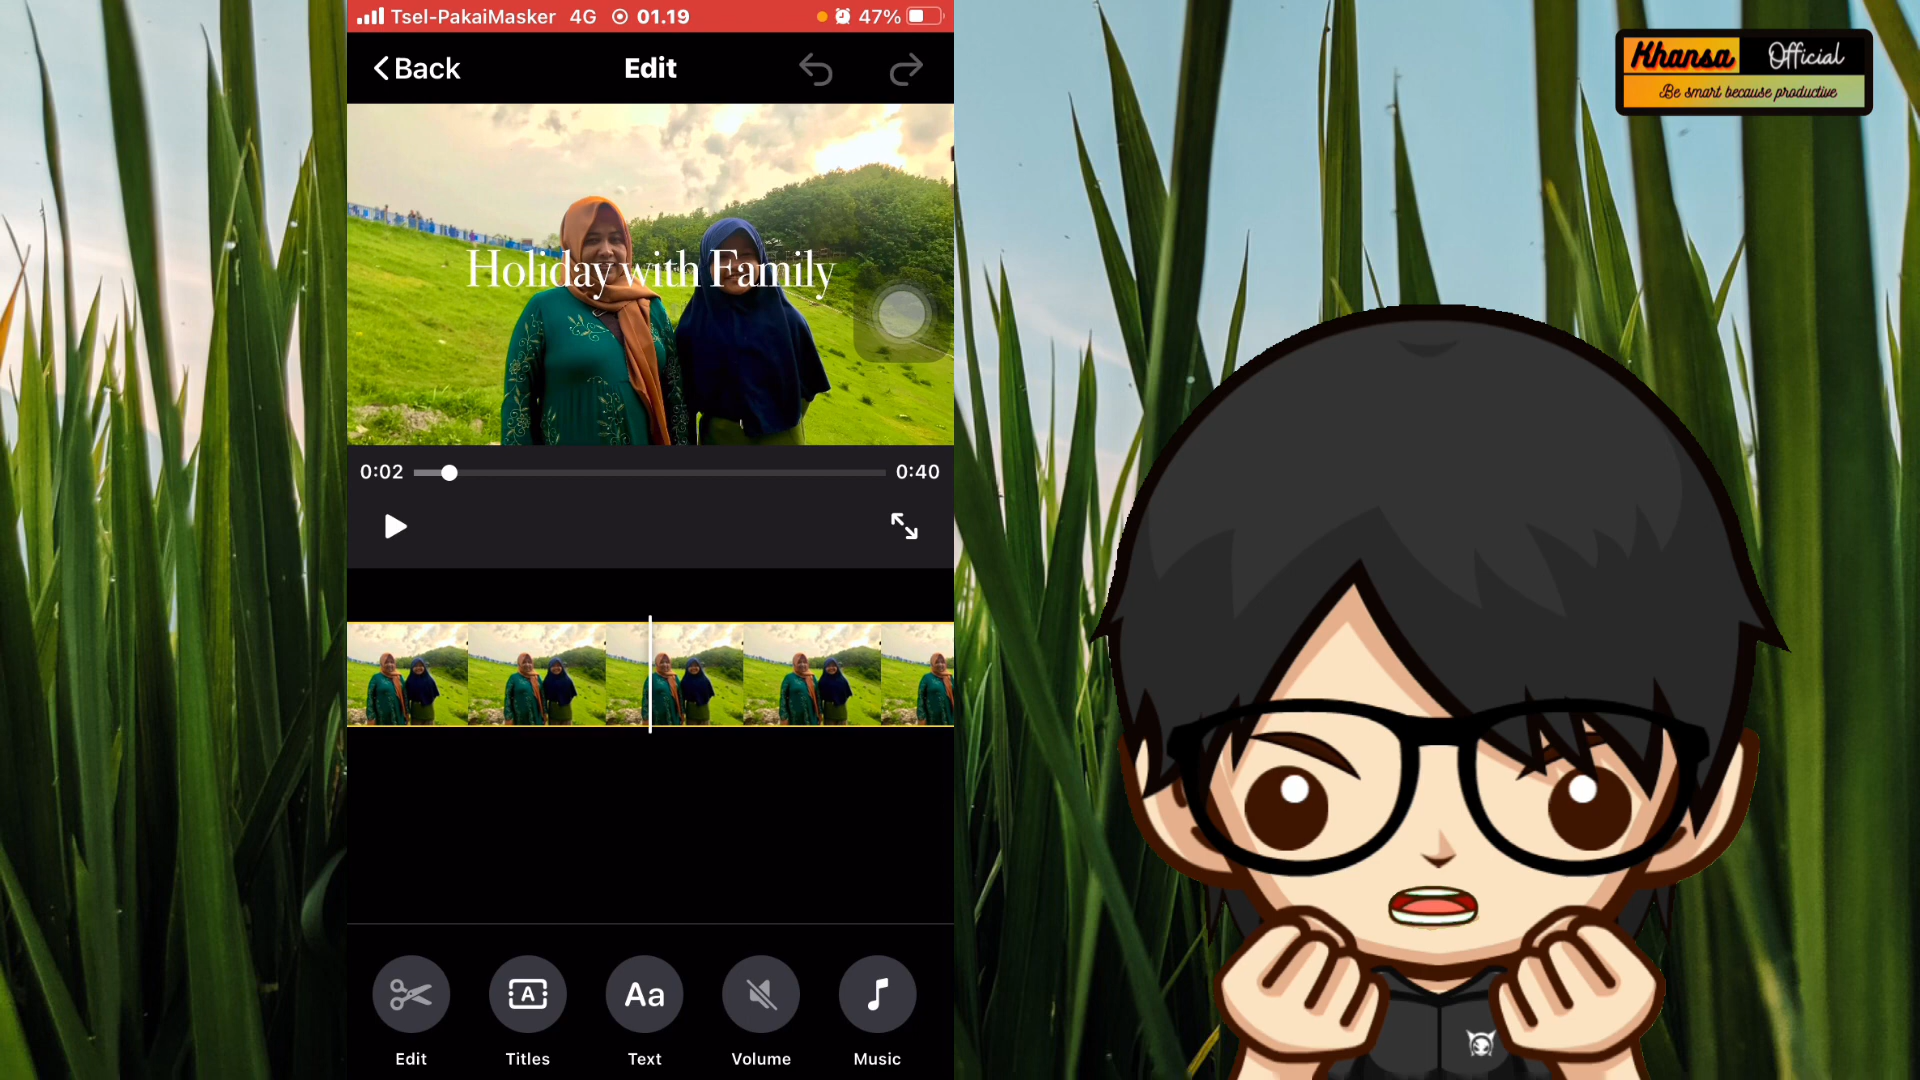 Tsel-PakaiMasker 4G 01.19 47%
Back Edit
Khansa Official
Be smart because productive
Holiday with Family
0:02 0:40
A Aa
Edit Titles Text Volume Music